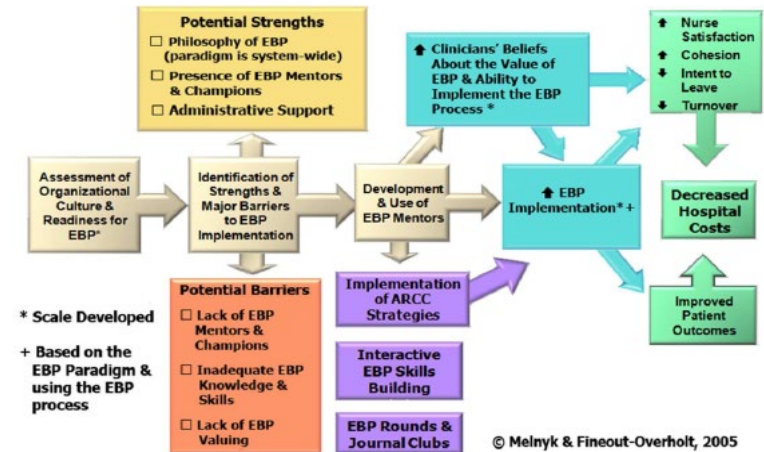 Potential Strengths
☐ Philosophy of EBP
(paradigm is system-wide)
☐ Presence of EBP Mentors
& Champions
☐ Administrative Support
Clinicians' Beliefs
About the Value of
EBP & Ability to
Implement the EBP
Process *
Nurse
Satisfaction
Cohesion
Intent to
Leave
Turnover
Assessment of
Organizational
Culture &
Readiness for
EBP*
Identification of
Strengths &
Major Barriers
to EBP
Implementation
Development
& Use of
EBP Mentors
EBP
Implementation* +
Decreased
Hospital
Costs
Potential Barriers
☐ Lack of EBP
Mentors &
Champions
☐ Inadequate EBP
Knowledge &
Skills
☐ Lack of EBP
Valuing
Implementation
of ARCC
Strategies
Interactive
EBP Skills
Building
EBP Rounds &
Journal Clubs
Improved
Patient
Outcomes
* Scale Developed
+ Based on the
EBP Paradigm &
using the EBP
process
© Melnyk & Fineout-Overholt, 2005